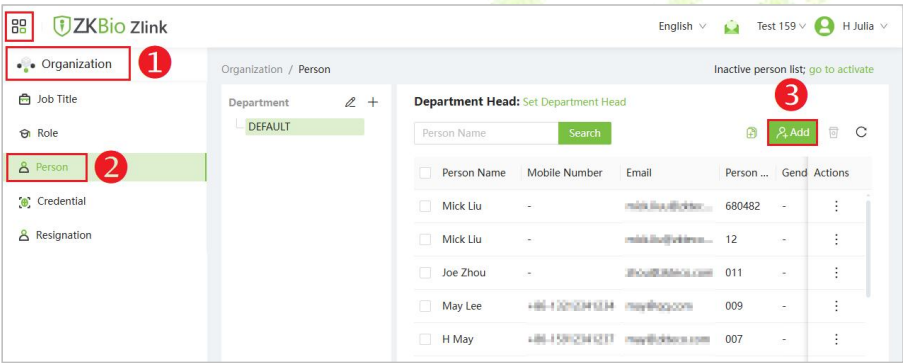 ZKBio Zlink
English
Test 159
H Julia
Organization
1
Organization / Person
Inactive person list; go to activate
Job Title
Role
Person
2
Credential
Resignation
Department
DEFAULT
Department Head: Set Department Head
3
Person Name
Search
Add
Person Name Mobile Number Email Person ... Gend Actions
Mick Liu - 680482 -
Mick Liu - 12 -
Joe Zhou - 011 -
May Lee 009 -
H May 007 -